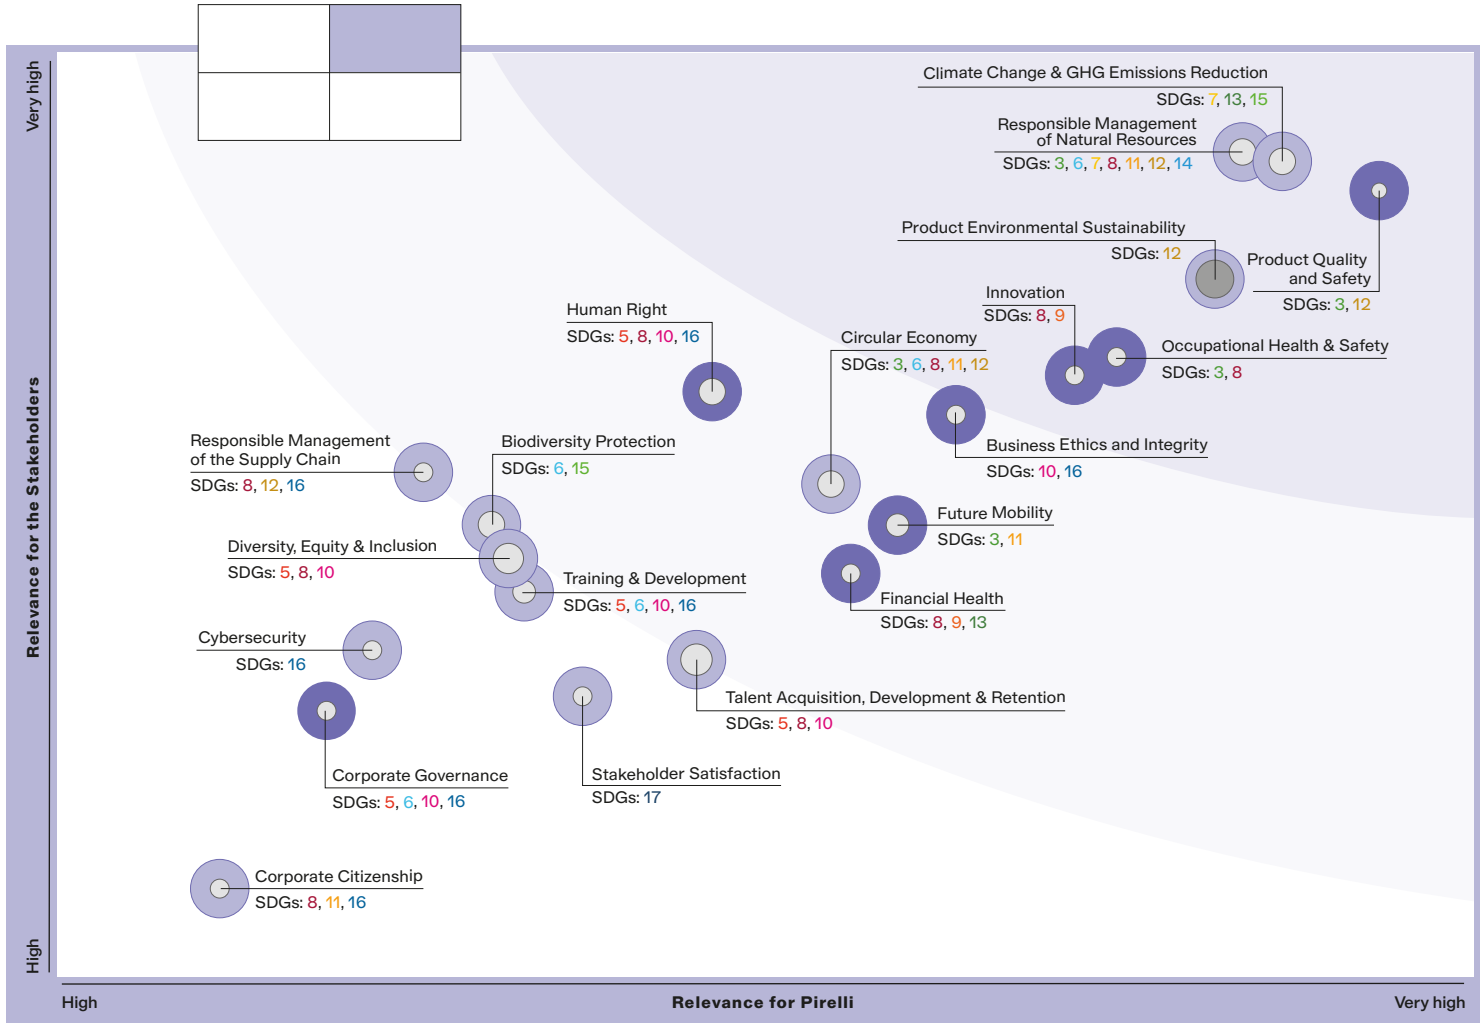 Very high
Relevance for the Stakeholders
High
Climate Change & GHG Emissions Reduction
SDGs: 7, 13, 15
Responsible Management
of Natural Resources
SDGs: 3, 6, 7, 8, 11, 12, 14
Product Environmental Sustainability
SDGs: 12
Product Quality
and Safety
SDGs: 3, 12
Innovation
SDGs: 8, 9
Human Right
SDGs: 5, 8, 10, 16
Circular Economy
SDGs: 3, 6, 8, 11, 12
Occupational Health & Safety
SDGs: 3, 8
Responsible Management
of the Supply Chain
SDGs: 8, 12, 16
Biodiversity Protection
SDGs: 6, 15
Business Ethics and Integrity
SDGs: 10, 16
Future Mobility
SDGs: 3, 11
Diversity, Equity & Inclusion
SDGs: 5, 8, 10
Training & Development
SDGs: 5, 6, 10, 16
Financial Health
SDGs: 8, 9, 13
Cybersecurity
SDGs: 16
Talent Acquisition, Development & Retention
SDGs: 5, 8, 10
Corporate Governance
SDGs: 5, 6, 10, 16
Stakeholder Satisfaction
SDGs: 17
Corporate Citizenship
SDGs: 8, 11, 16
High
Relevance for Pirelli
Very high